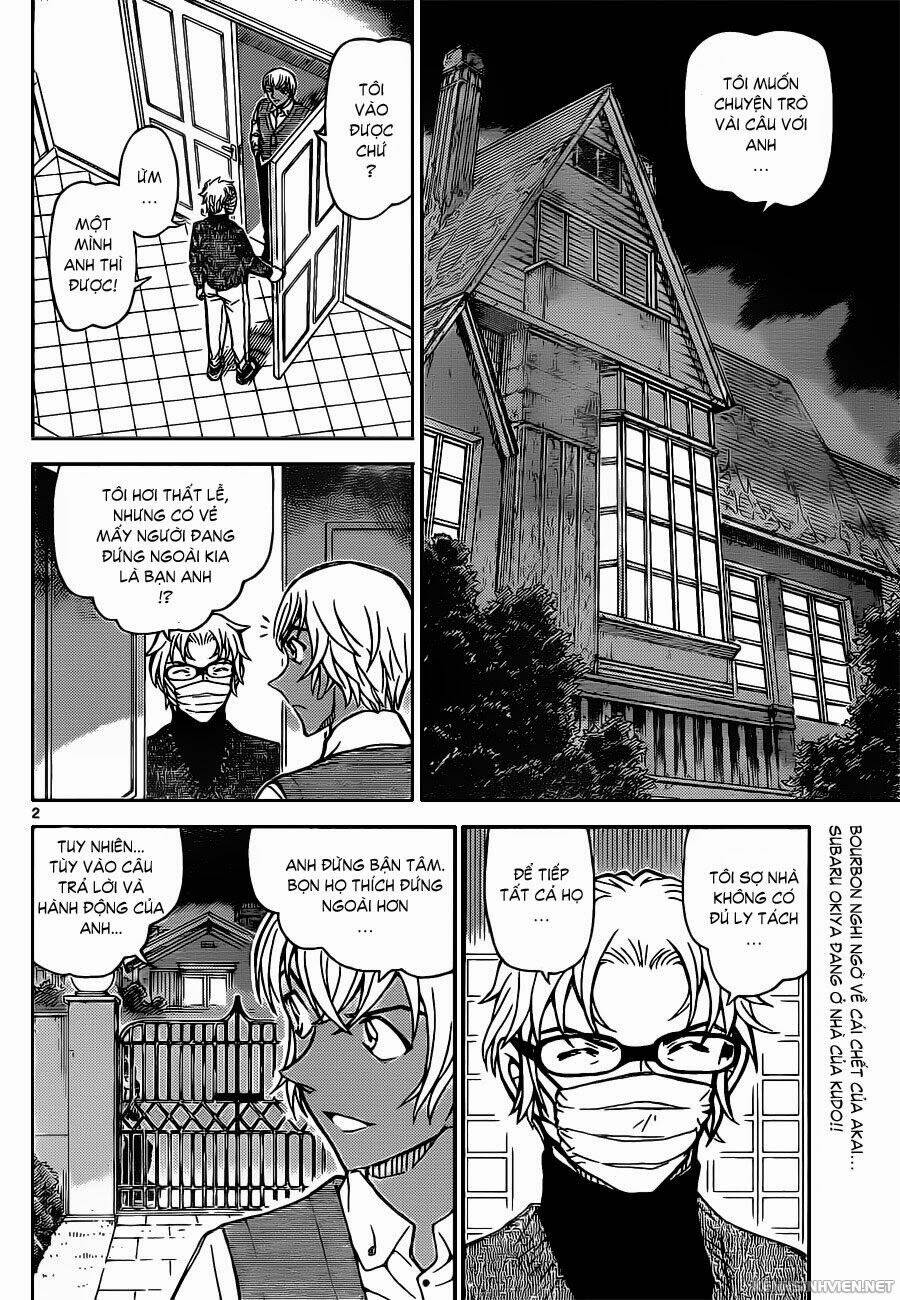 TÔI MUỐN
CHUYỆN TRÒ
VÀI CÂU VỚI
ANH
...
TÔI
VÀO
ĐƯỢC
CHỨ
?
ỪM
...
MỘT
MÌNH
ANH THÌ
ĐƯỢC!
TÔI HƠI THẤT LỄ,
NHƯNG CÓ VẺ
MẤY NGƯỜI ĐANG
ĐỨNG NGOÀI KIA
LÀ BẠN ANH
!?
2
BOURBON NGHI NGỜ VỀ CÁI CHẾT CỦA AKAI...
SUBARU OKIYA ĐANG Ở NHÀ CỦA KUDO!!
TÔI SỢ NHÀ
KHÔNG CÓ
ĐỦ LY TÁCH
...
ĐỂ TIẾP
TẤT CẢ HỌ
...
ANH ĐỪNG BẬN TÂM.
BỌN HỌ THÍCH ĐỨNG
NGOÀI HƠN
...
TUY NHIÊN...
TÙY VÀO CÂU
TRẢ LỜI VÀ
HÀNH ĐỘNG CỦA
ANH...